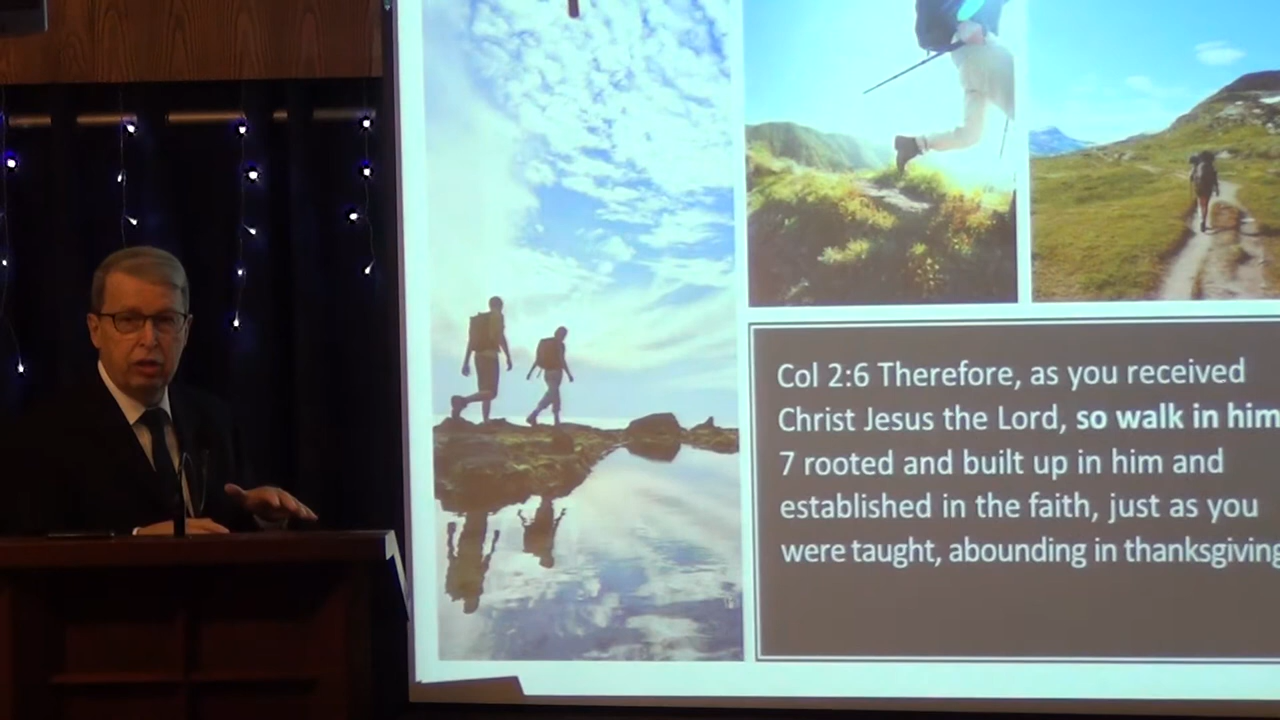 Col 2:6 Therefore, as you received
Christ Jesus the Lord, so walk in him
7 rooted and built up in him and
established in the faith, just as you
were taught, abounding in thanksgiving